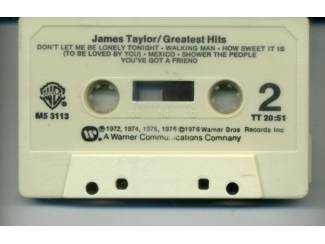 James Taylor/Greatest Hits
DON'T LET ME BE LONELY TONIGHT · WALKING MAN · HOW SWEET IT IS
(TO BE LOVED BY YOU) · MEXICO · SHOWER THE PEOPLE
YOU'VE GOT A FRIEND
M5 3113
2
TT 20:51
℗1972, 1974, 1975, 1976 ©1976 Warner Bros. Records Inc
A Warner Communications Company